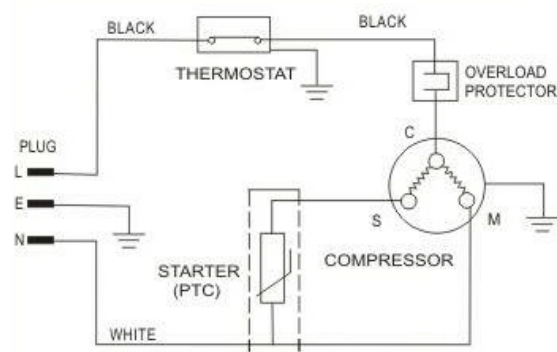 BLACK
BLACK
THERMOSTAT
OVERLOAD
PROTECTOR
PLUG
L
E
N
C
S
M
STARTER
(PTC)
COMPRESSOR
WHITE